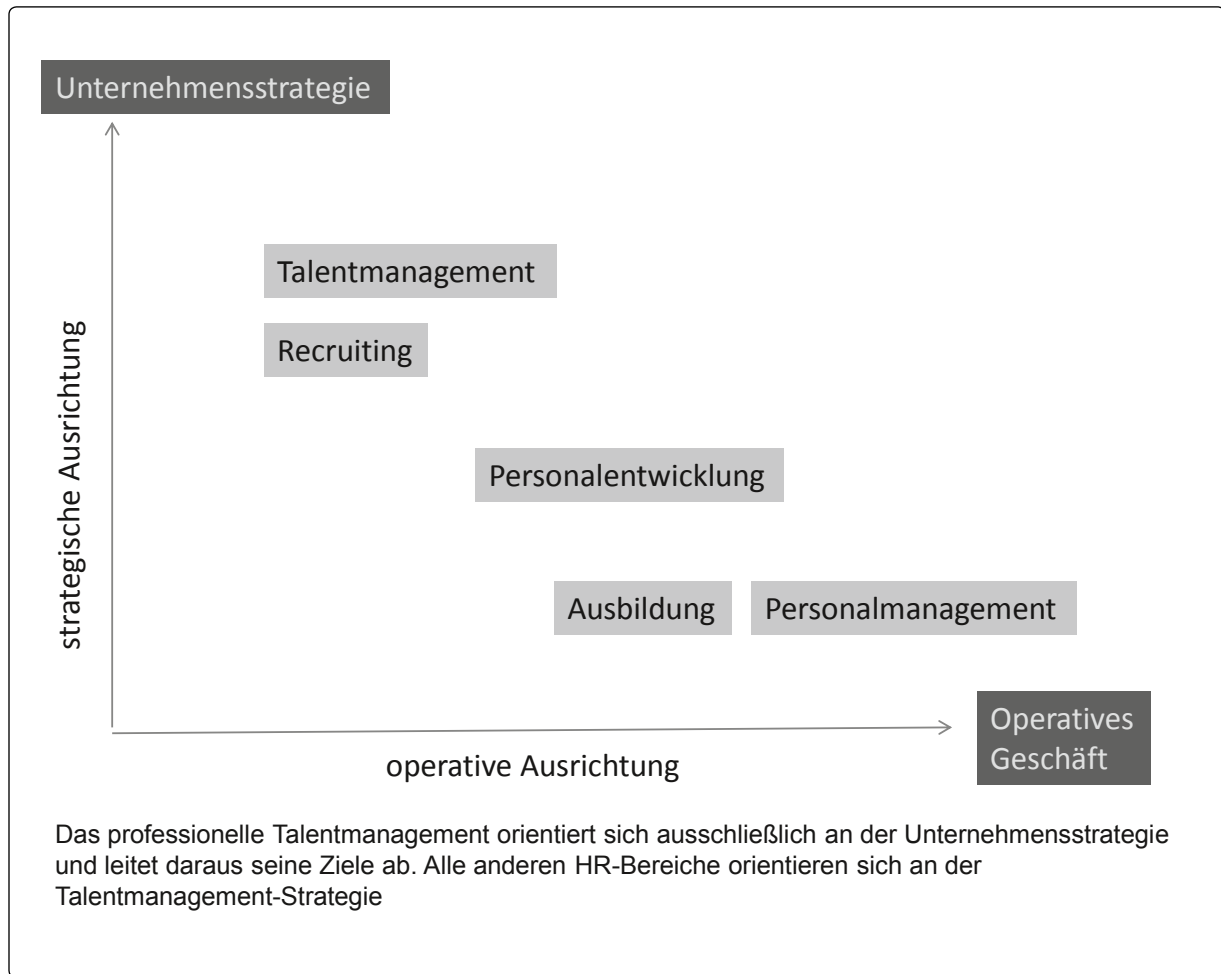 Unternehmensstrategie
Talentmanagement
Recruiting
strategische Ausrichtung
Personalentwicklung
Ausbildung
Personalmanagement
Operatives
Geschäft
operative Ausrichtung
Das professionelle Talentmanagement orientiert sich ausschließlich an der Unternehmensstrategie
und leitet daraus seine Ziele ab. Alle anderen HR-Bereiche orientieren sich an der
Talentmanagement-Strategie